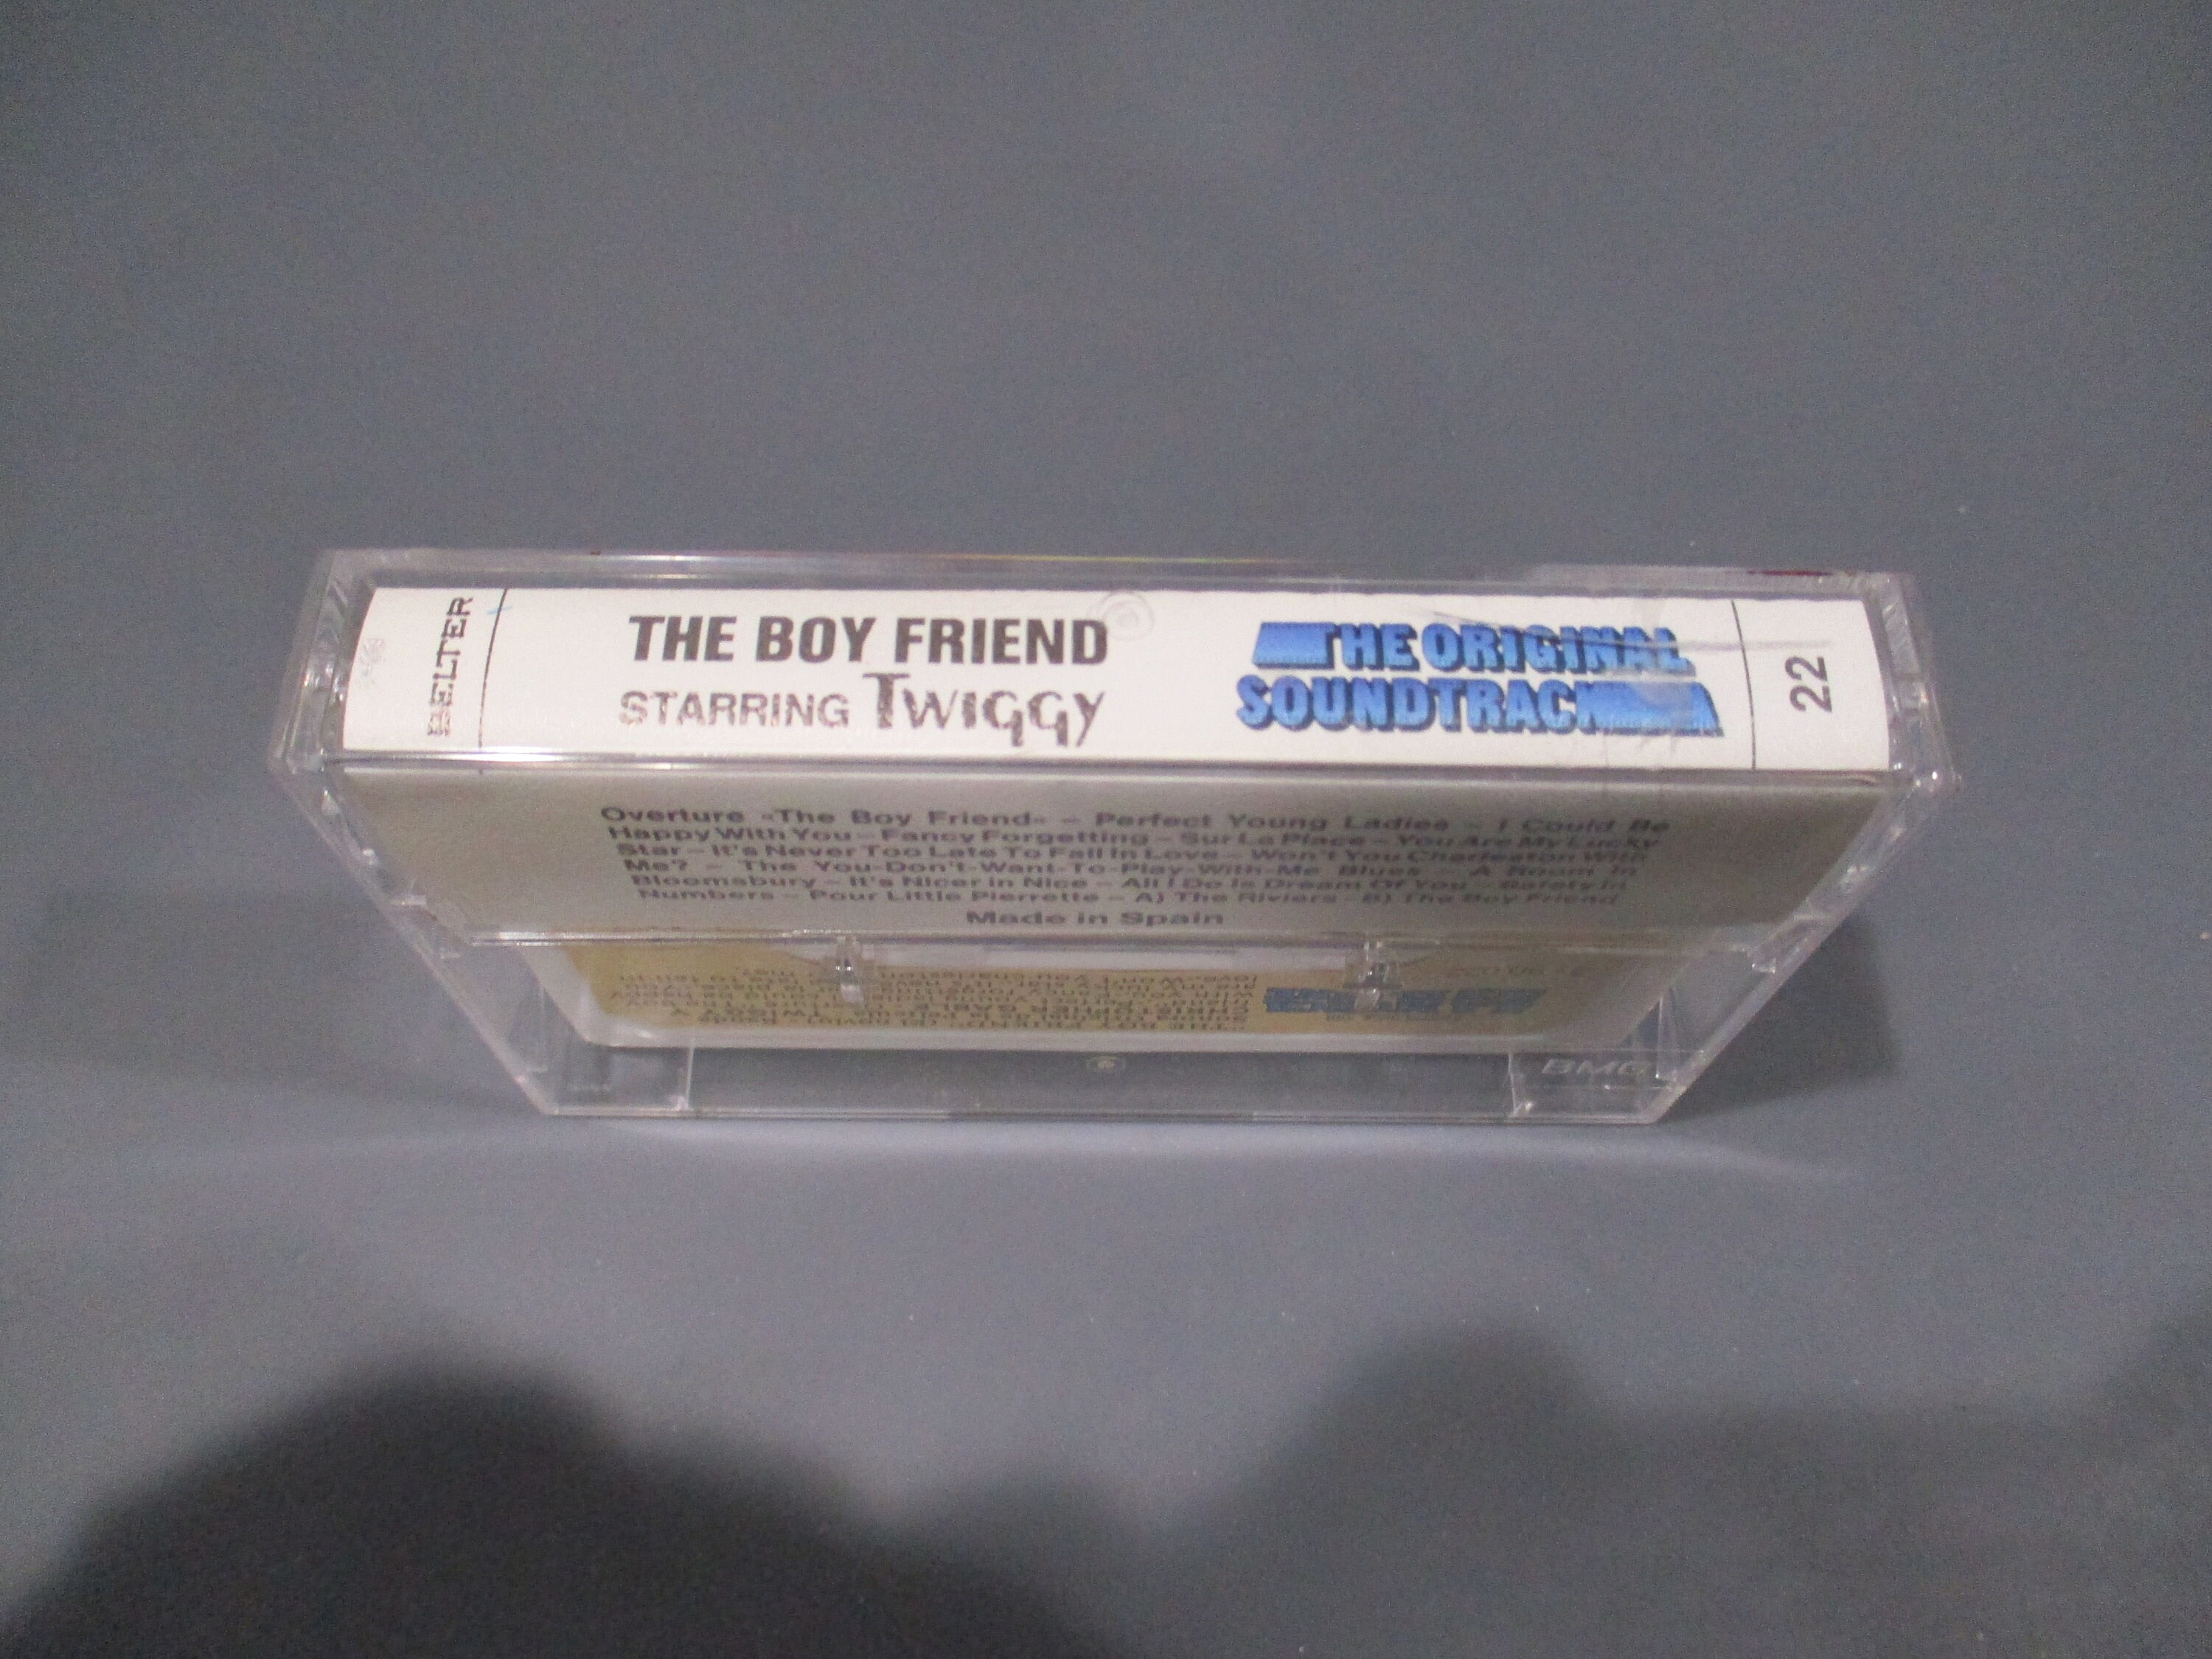 BELTER
THE BOY FRIEND
STARRING TWIGGY
THE ORIGINAL
SOUNDTRACK
22
Overture «The Boy Friend» – Perfect Young Ladies – I Could Be
Happy With You – Fancy Forgetting – Sur La Place – You Are My Lucky
Star – It's Never Too Late To Fall In Love – Won't You Charleston With
Me? – The You-Don't-Want-To-Play-With-Me Blues – A Room In
Bloomsbury – It's Nicer in Nice – All I Do Is Dream Of You – Safety In
Numbers – Pour Little Pierrette – A) The Riviera - B) The Boy Friend
Made in Spain
BMG